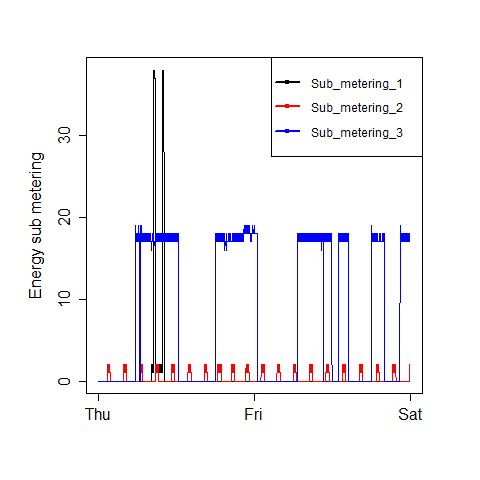 Sub_metering_1
Sub_metering_2
Sub_metering_3
Energy sub metering
30
20
10
0
Thu Fri Sat